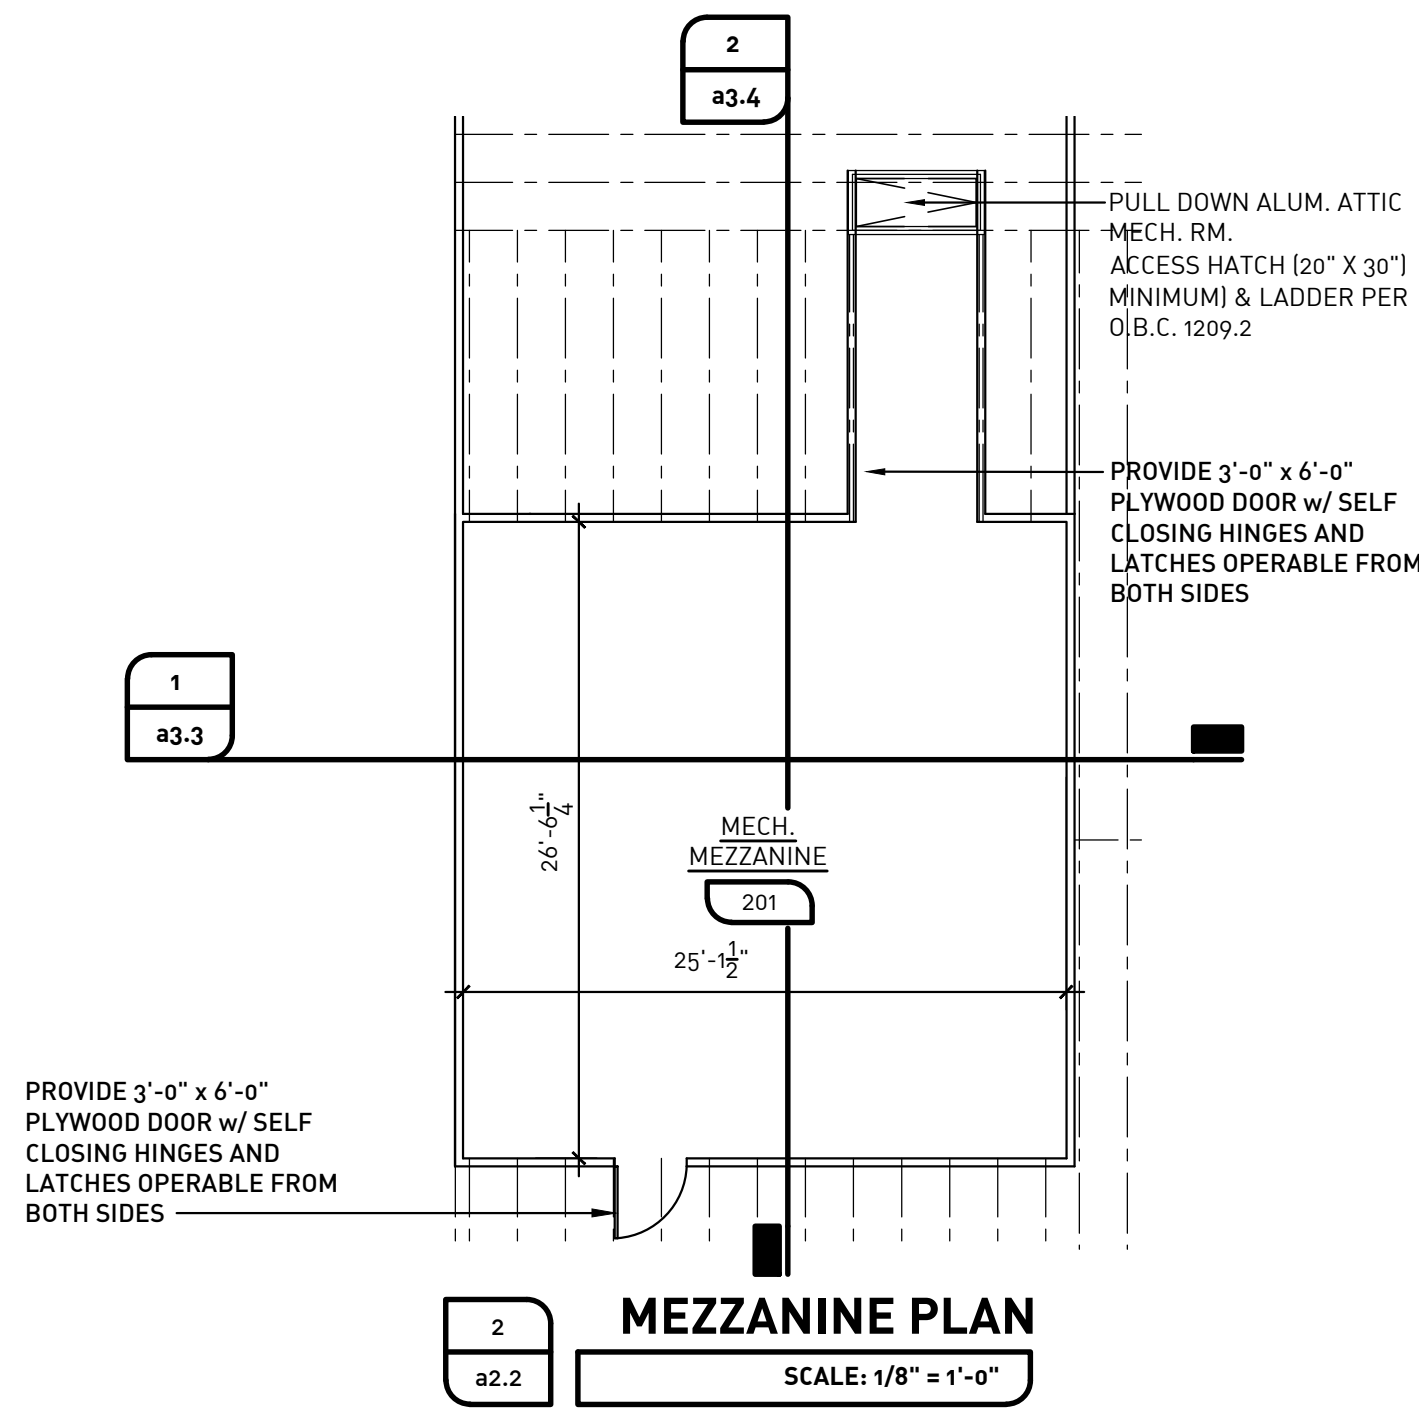 2
a3.4
PULL DOWN ALUM. ATTIC
MECH. RM.
ACCESS HATCH (20" X 30")
MINIMUM) & LADDER PER
O.B.C. 1209.2
PROVIDE 3'-0" x 6'-0"
PLYWOOD DOOR w/ SELF
CLOSING HINGES AND
LATCHES OPERABLE FROM
BOTH SIDES
1
a3.3
26'-6 1/4"
MECH.
MEZZANINE
201
25'-1 1/2"
PROVIDE 3'-0" x 6'-0"
PLYWOOD DOOR w/ SELF
CLOSING HINGES AND
LATCHES OPERABLE FROM
BOTH SIDES
2
a2.2
MEZZANINE PLAN
SCALE: 1/8" = 1'-0"